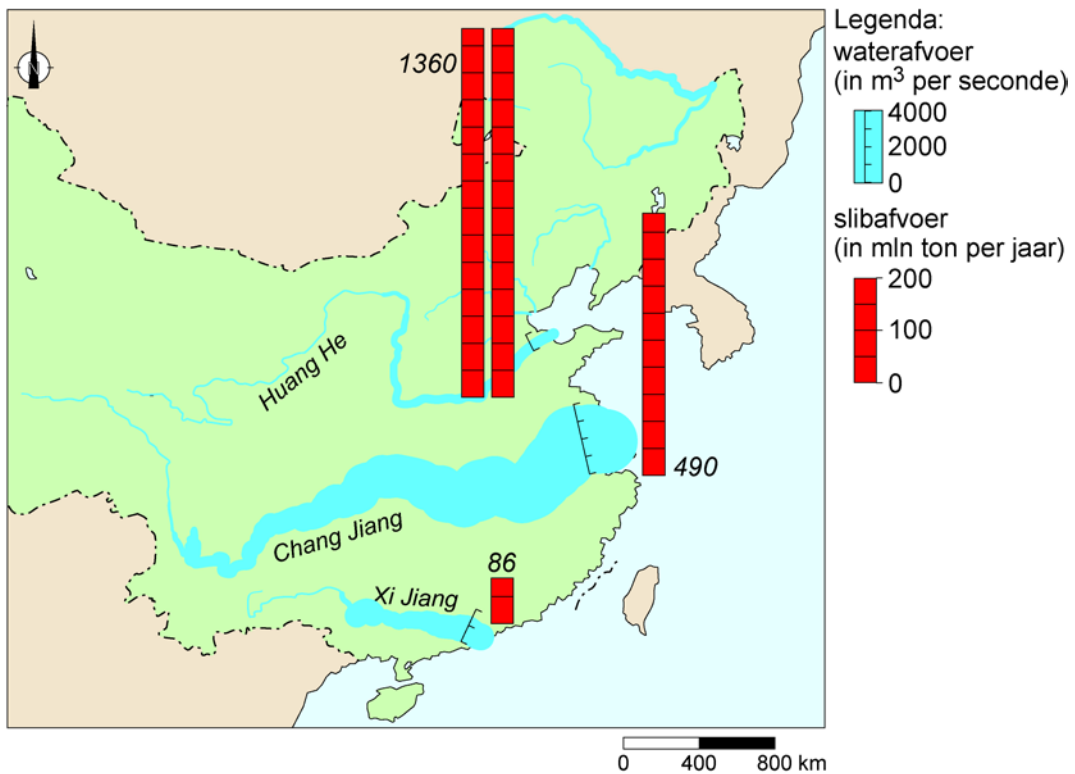 N
1360
Huang He
Chang Jiang
490
86
Xi Jiang
0 400 800 km
Legenda:
waterafvoer
(in m³ per seconde)
4000
2000
0
slibafvoer
(in mln ton per jaar)
200
100
0